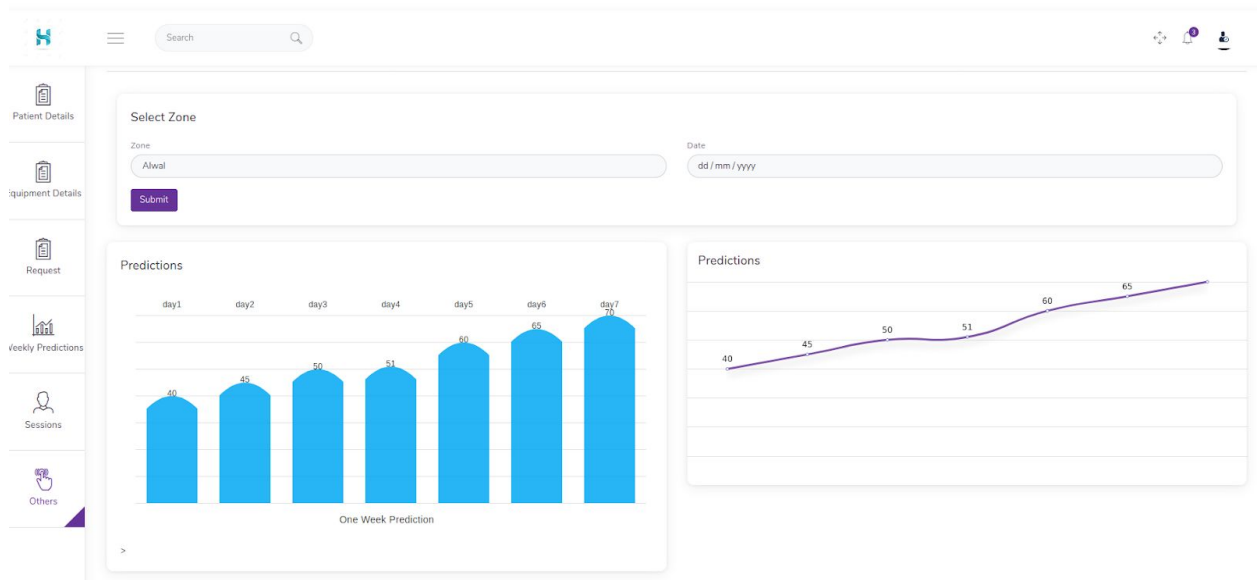 H
Search
3
Patient Details
Equipment Details
Request
Weekly Predictions
Sessions
Others
Select Zone
Zone
Alwal
Date
dd / mm / yyyy
Submit
Predictions
day1 day2 day3 day4 day5 day6 day7
40 45 50 51 60 65 70
One Week Prediction
>
Predictions
40 45 50 51 60 65